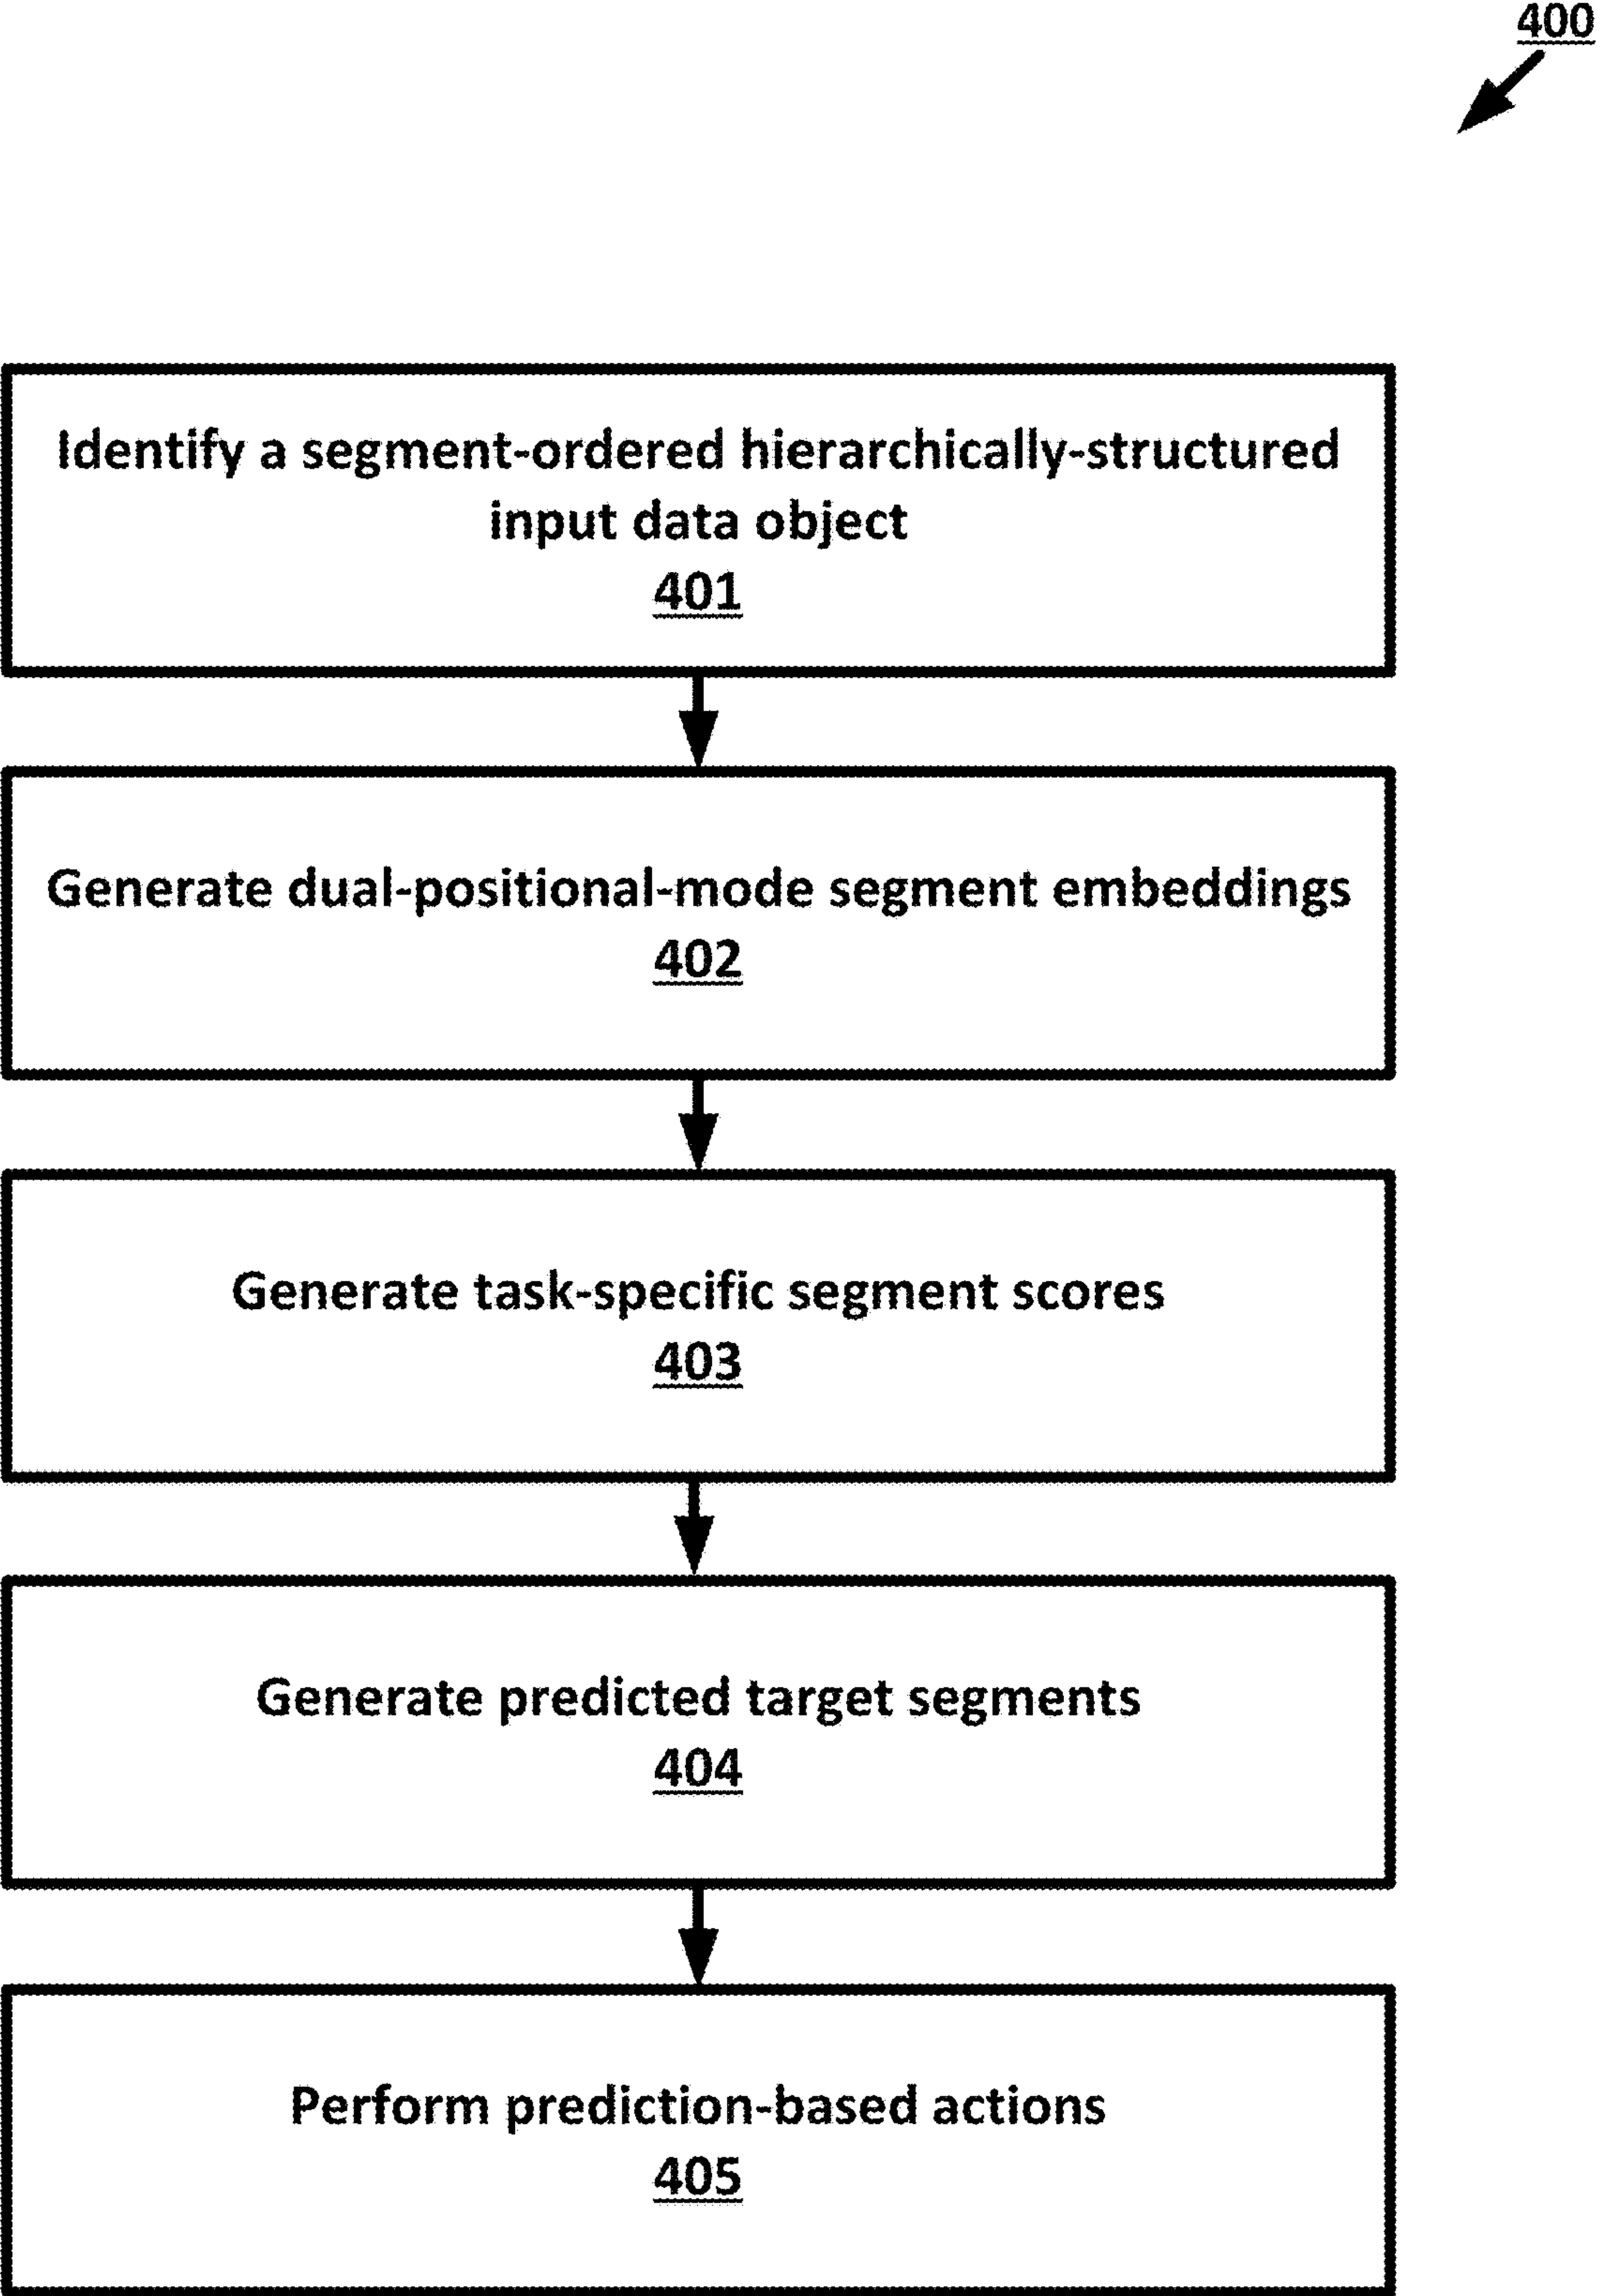 400
Identify a segment-ordered hierarchically-structured
input data object
401
Generate dual-positional-mode segment embeddings
402
Generate task-specific segment scores
403
Generate predicted target segments
404
Perform prediction-based actions
405